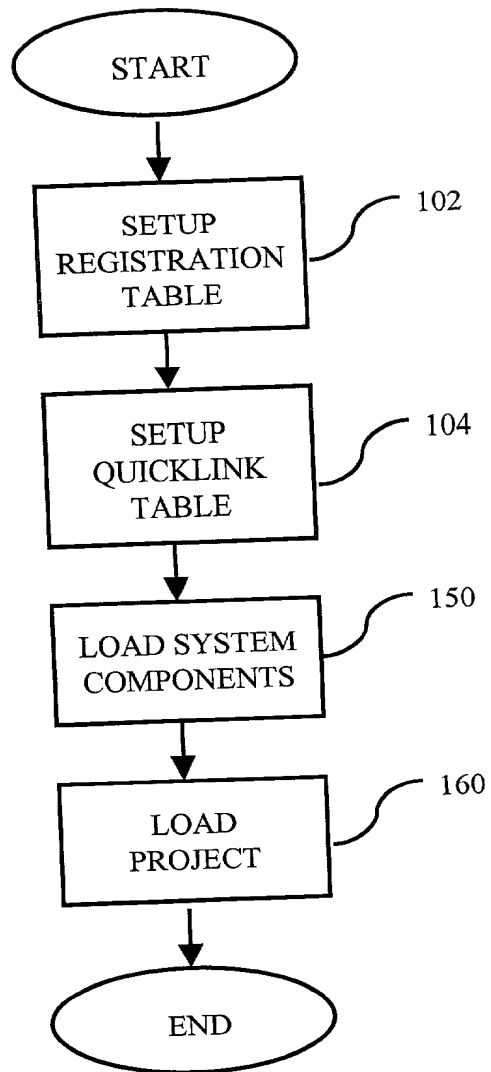 START
SETUP
REGISTRATION
TABLE
102
SETUP
QUICKLINK
TABLE
104
LOAD SYSTEM
COMPONENTS
150
LOAD
PROJECT
160
END